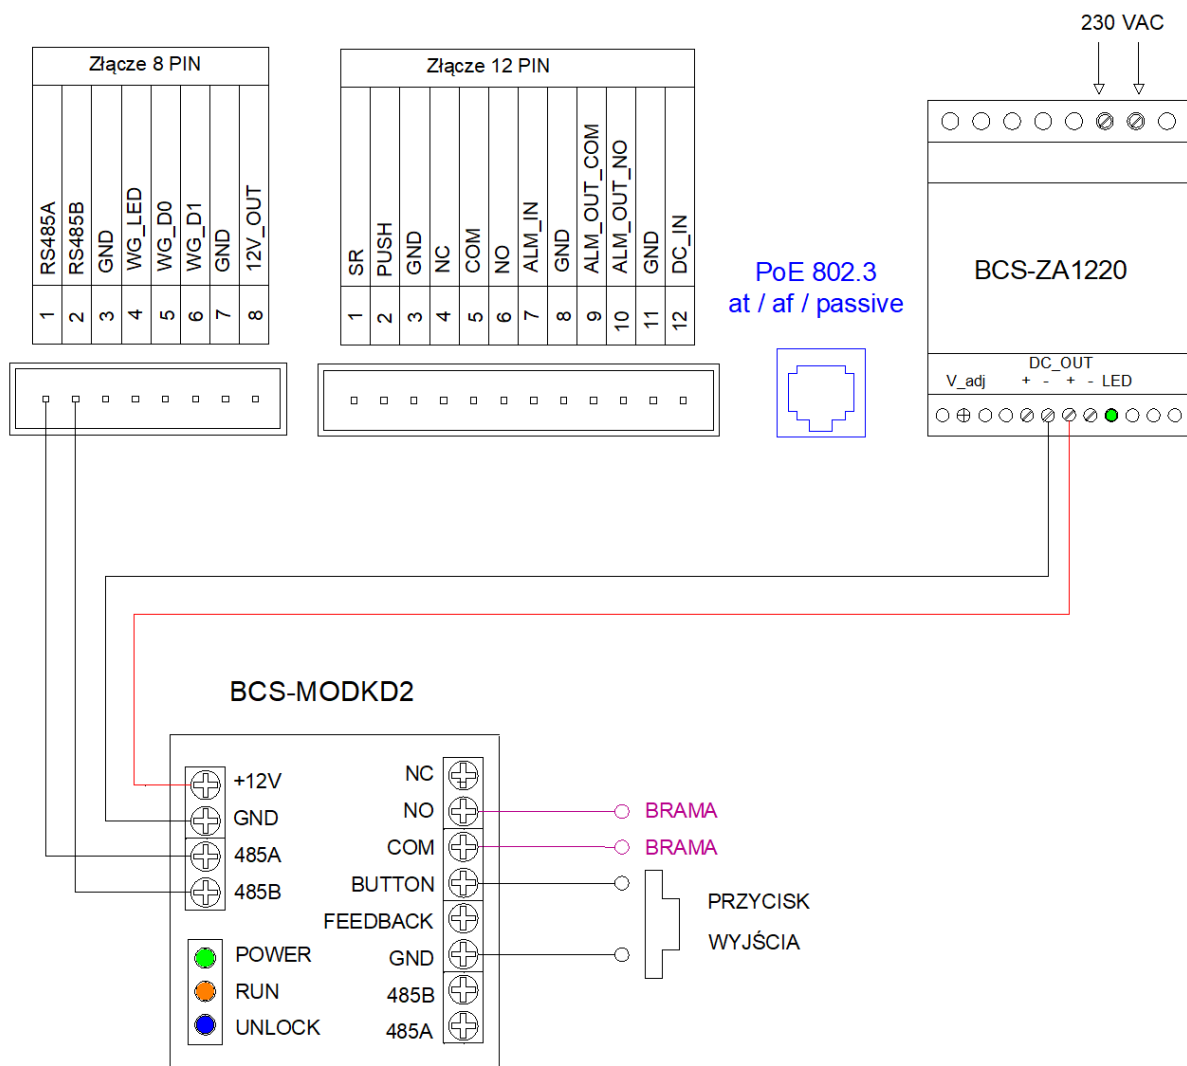 230 VAC
Złącze 8 PIN
RS485A
RS485B
GND
WG_LED
WG_D0
WG_D1
GND
12V_OUT
1
2
3
4
5
6
7
8
Złącze 12 PIN
SR
PUSH
GND
NC
COM
NO
ALM_IN
GND
ALM_OUT_COM
ALM_OUT_NO
GND
DC_IN
1
2
3
4
5
6
7
8
9
10
11
12
PoE 802.3
at / af / passive
BCS-ZA1220
DC_OUT
V_adj + - + - LED
BCS-MODKD2
+12V
GND
485A
485B
POWER
RUN
UNLOCK
NC
NO
COM
BUTTON
FEEDBACK
GND
485B
485A
BRAMA
BRAMA
PRZYCISK
WYJŚCIA